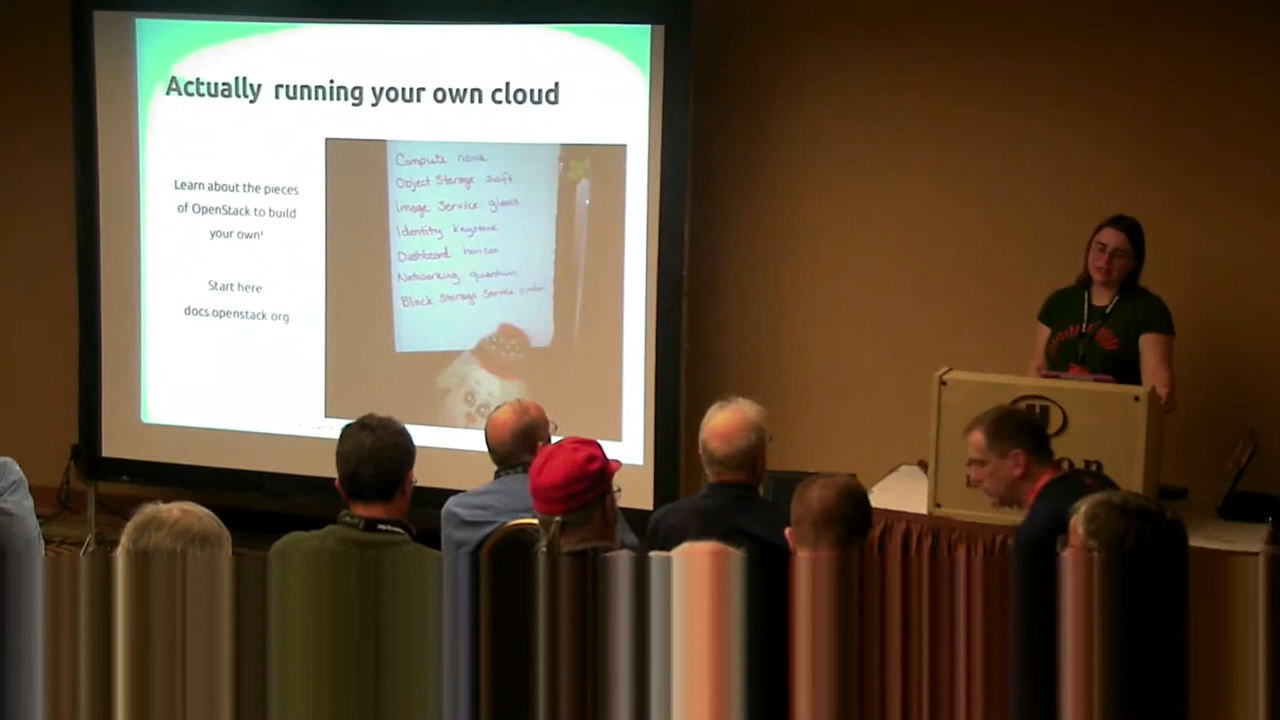 Actually running your own cloud
Learn about the pieces
of OpenStack to build
your own!
Start here
docs.openstack org
Compute nova
Object Storage swift
Image Service glance
Identity keystone
Dashboard horizon
Networking quantum
Block Storage Service cinder